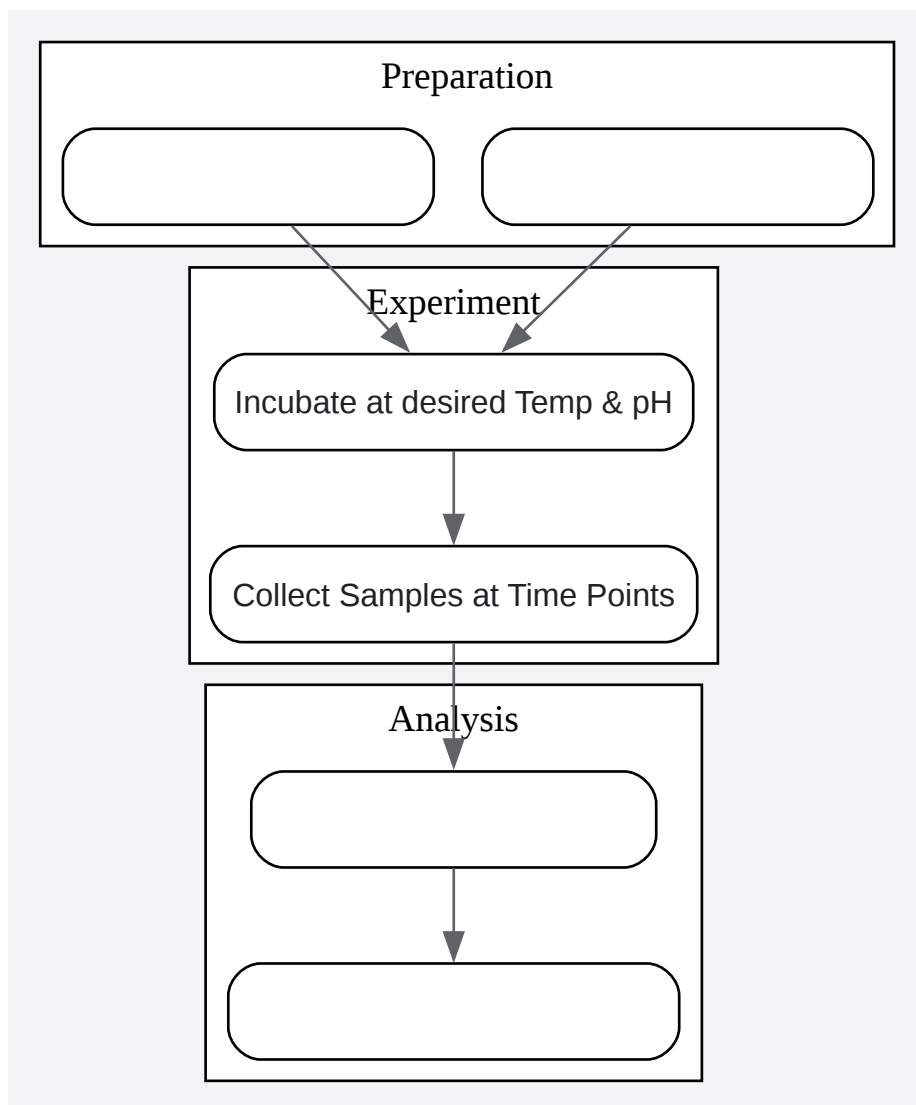 Preparation
Experiment
Incubate at desired Temp & pH
Collect Samples at Time Points
Analysis